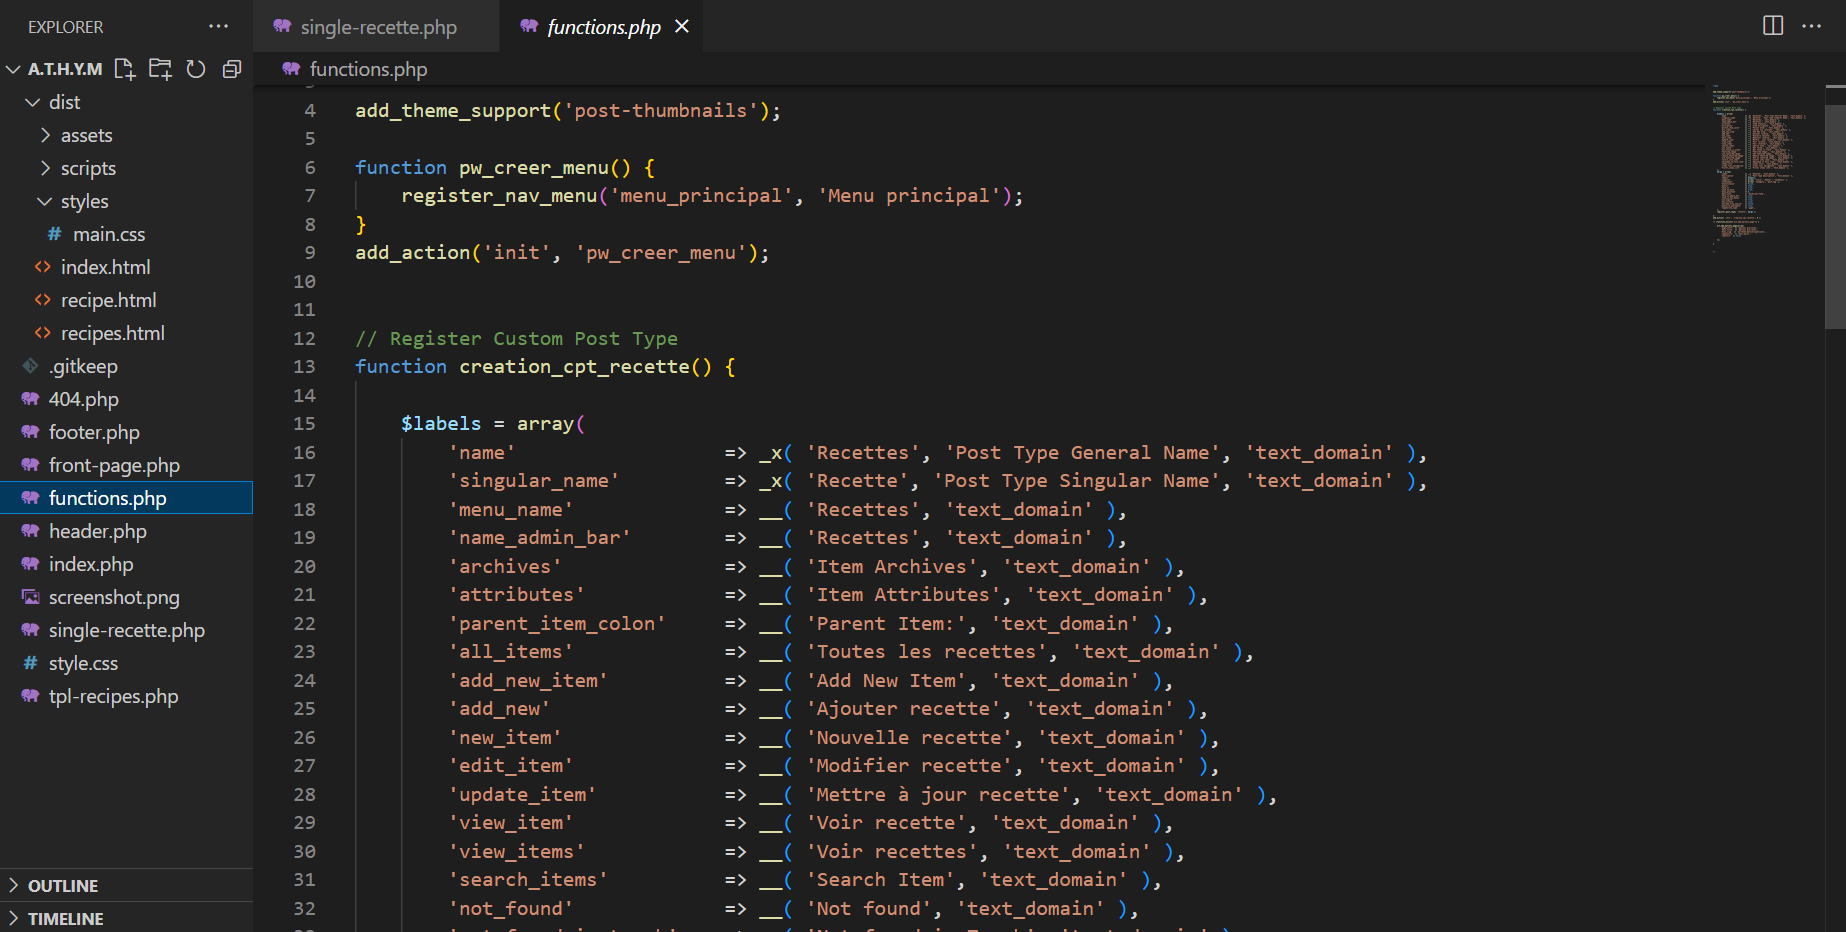 EXPLORER
A.T.H.Y.M
dist
assets
scripts
styles
# main.css
<> index.html
<> recipe.html
<> recipes.html
.gitkeep
404.php
footer.php
front-page.php
functions.php
header.php
index.php
screenshot.png
single-recette.php
# style.css
tpl-recipes.php
OUTLINE
TIMELINE
single-recette.php
functions.php
functions.php
4 add_theme_support('post-thumbnails');
5
6 function pw_creer_menu() {
7 register_nav_menu('menu_principal', 'Menu principal');
8 }
9 add_action('init', 'pw_creer_menu');
10
11
12 // Register Custom Post Type
13 function creation_cpt_recette() {
14
15 $labels = array(
16 'name' => _x( 'Recettes', 'Post Type General Name', 'text_domain' ),
17 'singular_name' => _x( 'Recette', 'Post Type Singular Name', 'text_domain' ),
18 'menu_name' => __( 'Recettes', 'text_domain' ),
19 'name_admin_bar' => __( 'Recettes', 'text_domain' ),
20 'archives' => __( 'Item Archives', 'text_domain' ),
21 'attributes' => __( 'Item Attributes', 'text_domain' ),
22 'parent_item_colon' => __( 'Parent Item:', 'text_domain' ),
23 'all_items' => __( 'Toutes les recettes', 'text_domain' ),
24 'add_new_item' => __( 'Add New Item', 'text_domain' ),
25 'add_new' => __( 'Ajouter recette', 'text_domain' ),
26 'new_item' => __( 'Nouvelle recette', 'text_domain' ),
27 'edit_item' => __( 'Modifier recette', 'text_domain' ),
28 'update_item' => __( 'Mettre à jour recette', 'text_domain' ),
29 'view_item' => __( 'Voir recette', 'text_domain' ),
30 'view_items' => __( 'Voir recettes', 'text_domain' ),
31 'search_items' => __( 'Search Item', 'text_domain' ),
32 'not_found' => __( 'Not found', 'text_domain' ),